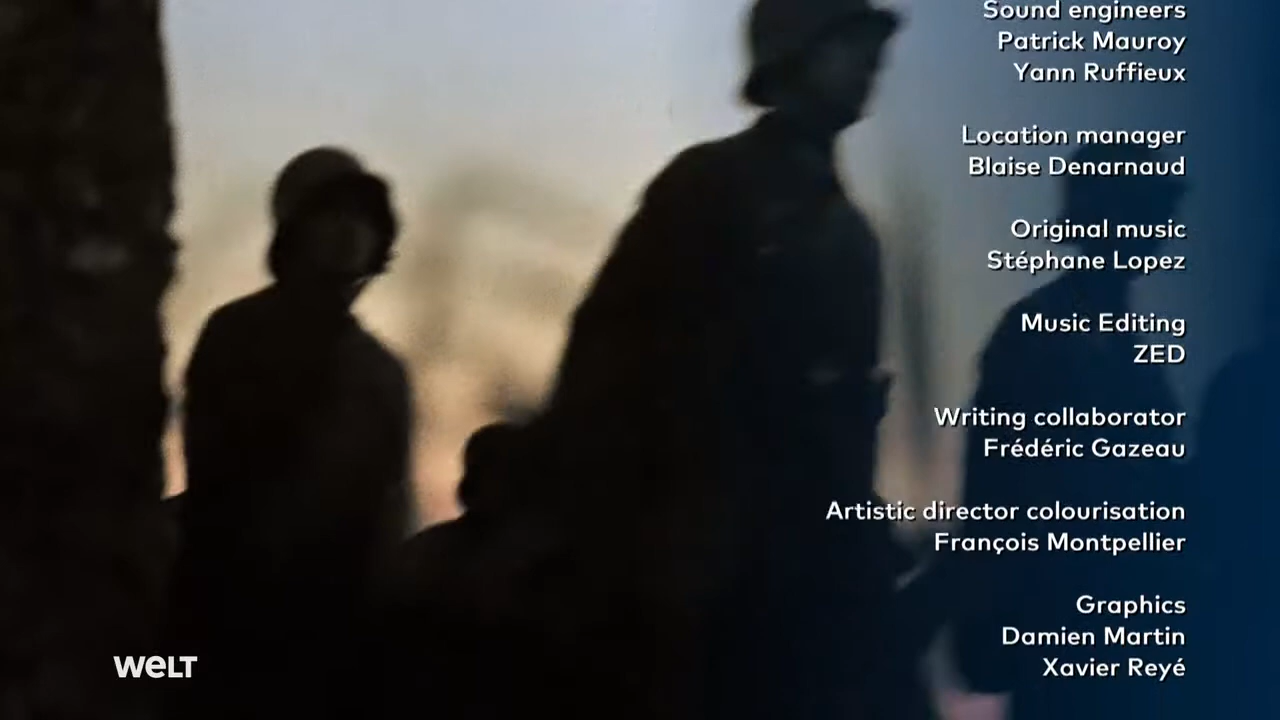 Sound engineers
Patrick Mauroy
Yann Ruffieux
Location manager
Blaise Denarnaud
Original music
Stéphane Lopez
Music Editing
ZED
Writing collaborator
Frédéric Gazeau
Artistic director colourisation
François Montpellier
Graphics
Damien Martin
Xavier Reyé
WELT